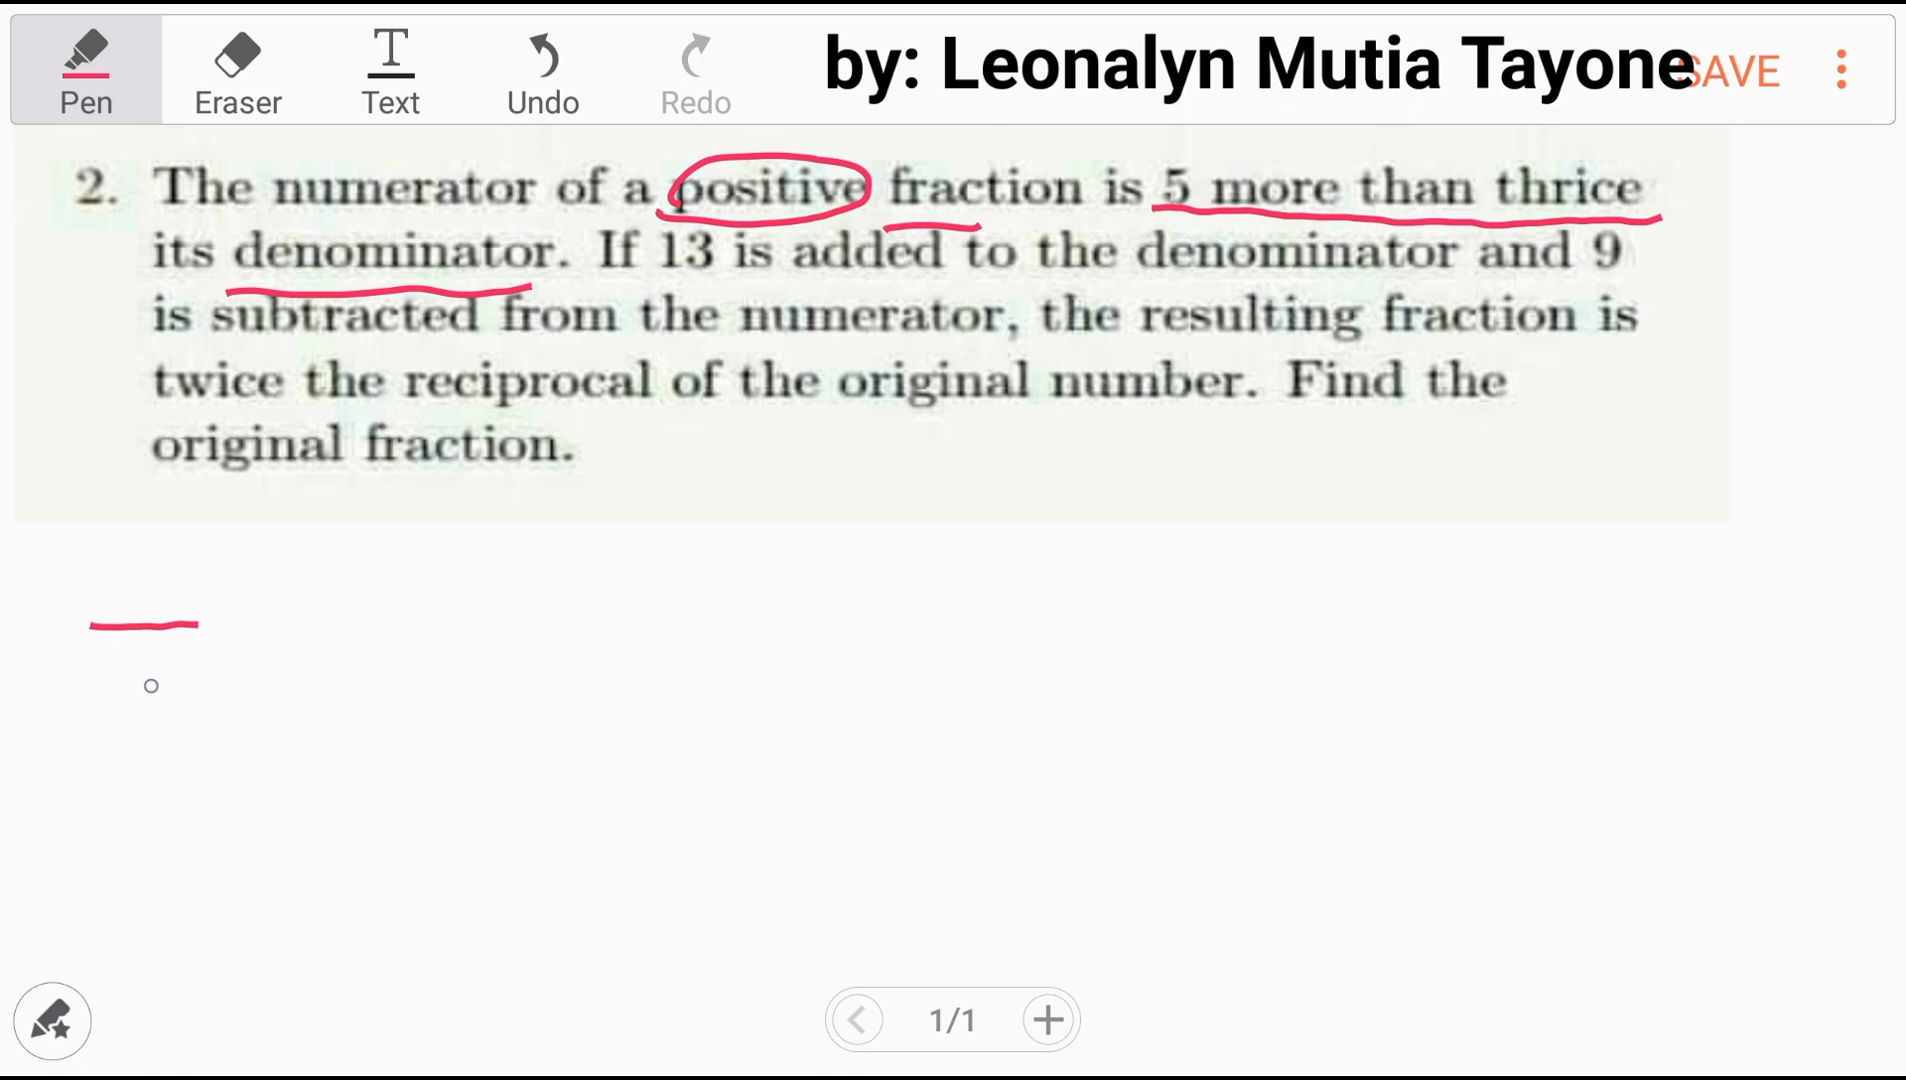 Pen
Eraser
Text
Undo
Redo
by: Leonalyn Mutia Tayone
SAVE
2. The numerator of a positive fraction is 5 more than thrice
its denominator. If 13 is added to the denominator and 9
is subtracted from the numerator, the resulting fraction is
twice the reciprocal of the original number. Find the
original fraction.
1/1